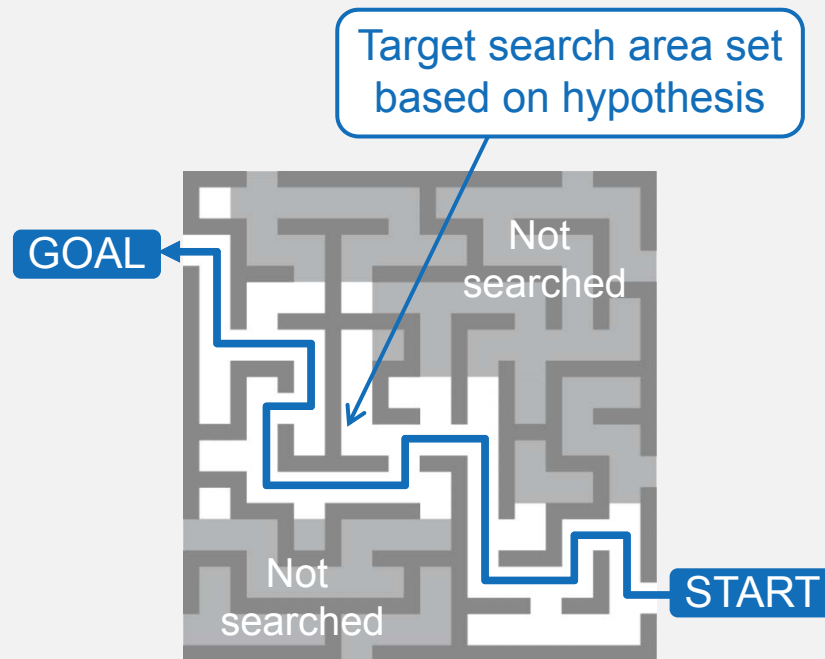 Target search area set
based on hypothesis
GOAL
Not
searched
Not
searched
START